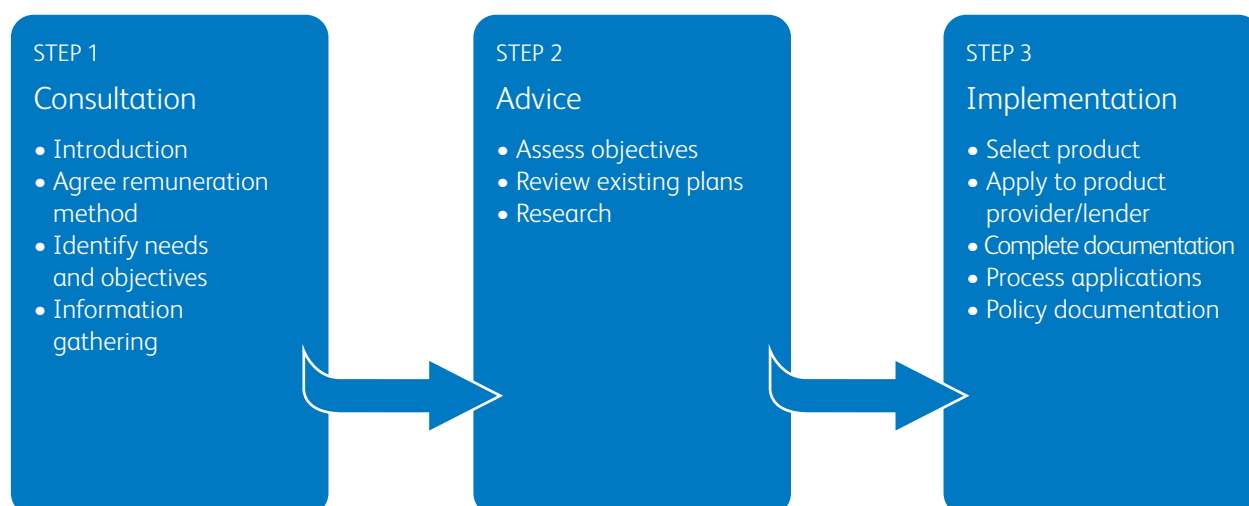 STEP 1
Consultation
• Introduction
• Agree remuneration
method
• Identify needs
and objectives
• Information
gathering
STEP 2
Advice
• Assess objectives
• Review existing plans
• Research
STEP 3
Implementation
• Select product
• Apply to product
provider/lender
• Complete documentation
• Process applications
• Policy documentation